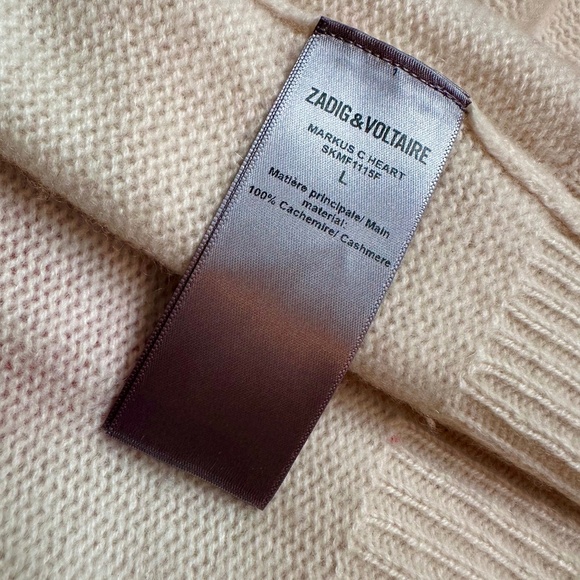 ZADIG&VOLTAIRE
MARKUS C HEART
SKMF1115F
L
Matière principale/ Main
material:
100% Cachemire/ Cashmere